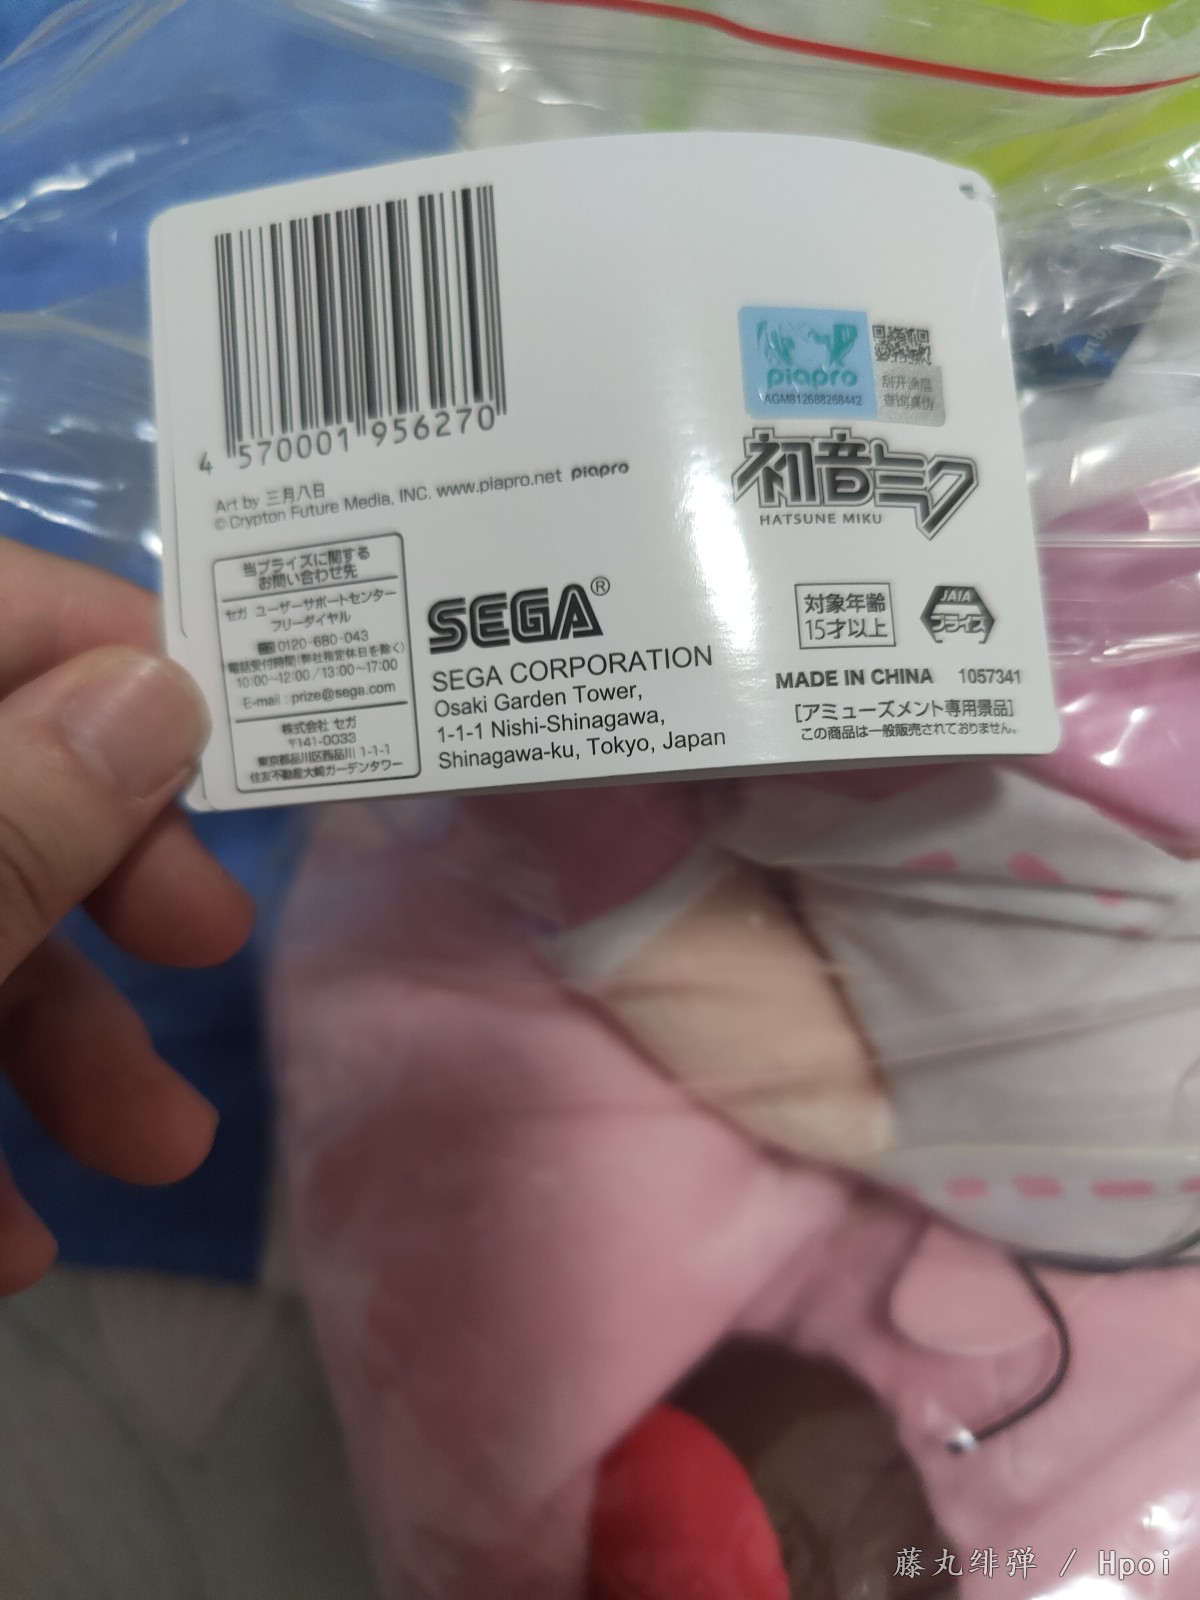 4 570001 956270
Art by 三月八日
© Crypton Future Media, INC. www.piapro.net piapro
当プライズに関する
お問い合わせ先
セガ ユーザーサポートセンター
フリーダイヤル
0120-680-043
電話受付時間(弊社指定休日を除く)
10:00~12:00/13:00~17:00
E-mail : prize@sega.com
株式会社 セガ
〒141-0033
東京都品川区西品川 1-1-1
住友不動産大崎ガーデンタワー
SEGA®
SEGA CORPORATION
Osaki Garden Tower,
1-1-1 Nishi-Shinagawa,
Shinagawa-ku, Tokyo, Japan
piapro
AGM812688268442
刮开涂层
查询真伪
初音ミク
HATSUNE MIKU
対象年齢
15才以上
JAIA
プライズ
MADE IN CHINA 1057341
[アミューズメント専用景品]
この商品は一般販売されておりません。
藤丸绯弹 / Hpoi